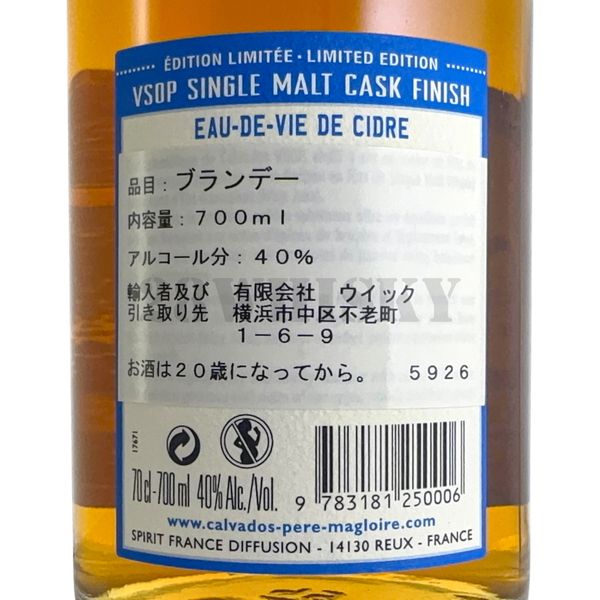 ÉDITION LIMITÉE · LIMITED EDITION
VSOP SINGLE MALT CASK FINISH
EAU-DE-VIE DE CIDRE
品目：ブランデー
内容量：７００ｍｌ
アルコール分：４０％
輸入者及び 有限会社 ウイック
引き取り先 横浜市中区不老町
１－６－９
お酒は２０歳になってから。 ５９２６
17671
70 cl-700 ml 40% Alc./Vol.
9 783181 250006
www.calvados-pere-magloire.com
SPIRIT FRANCE DIFFUSION - 14130 REUX - FRANCE